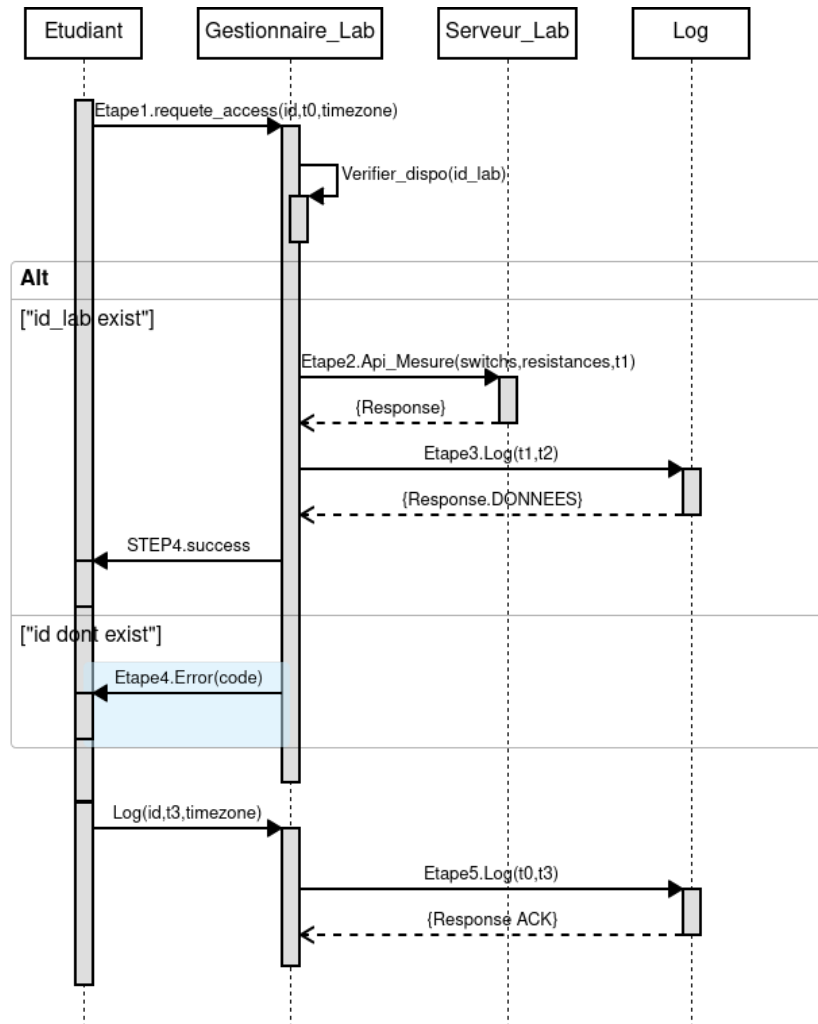 Etudiant
Gestionnaire_Lab
Serveur_Lab
Log
Etape1.requete_access(id,t0,timezone)
Verifier_dispo(id_lab)
Alt
["id_lab exist"]
Etape2.Api_Mesure(switchs,resistances,t1)
{Response}
Etape3.Log(t1,t2)
{Response.DONNEES}
STEP4.success
["id dont exist"]
Etape4.Error(code)
Log(id,t3,timezone)
Etape5.Log(t0,t3)
{Response ACK}